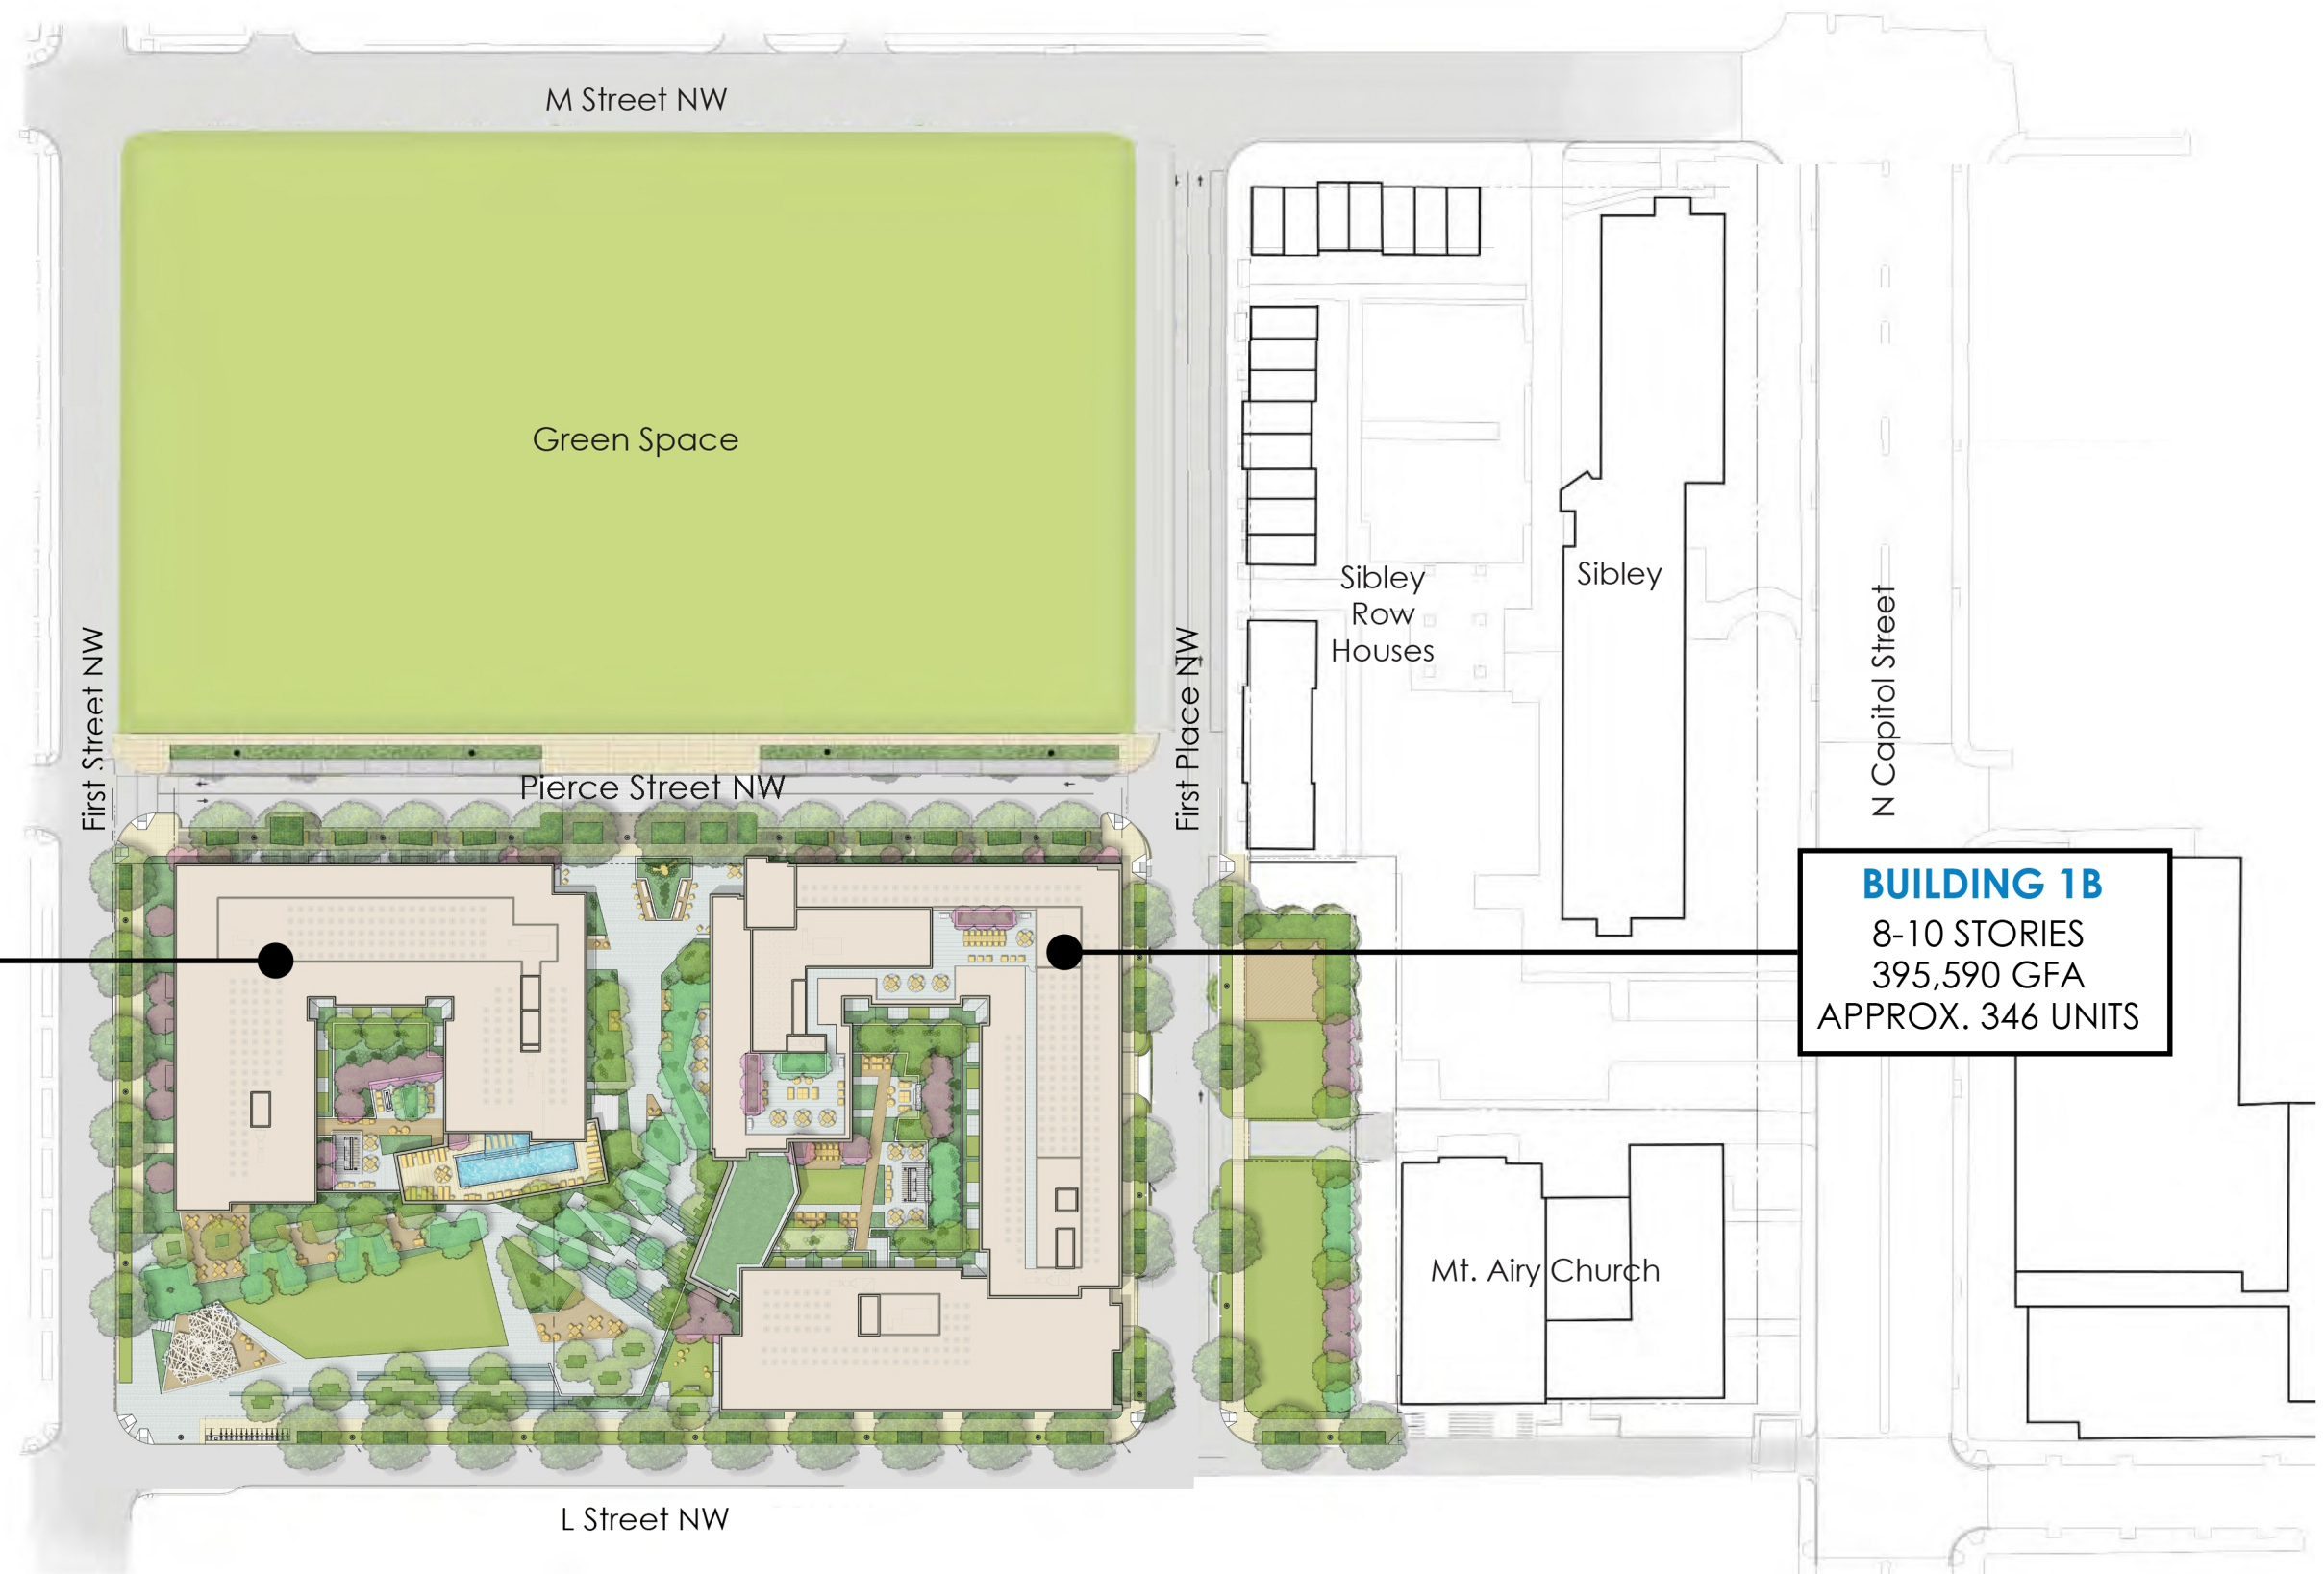 M Street NW
Green Space
First Street NW
First Place NW
Sibley
Row
Houses
Sibley
N Capitol Street
Pierce Street NW
BUILDING 1B
8-10 STORIES
395,590 GFA
APPROX. 346 UNITS
Mt. Airy Church
L Street NW